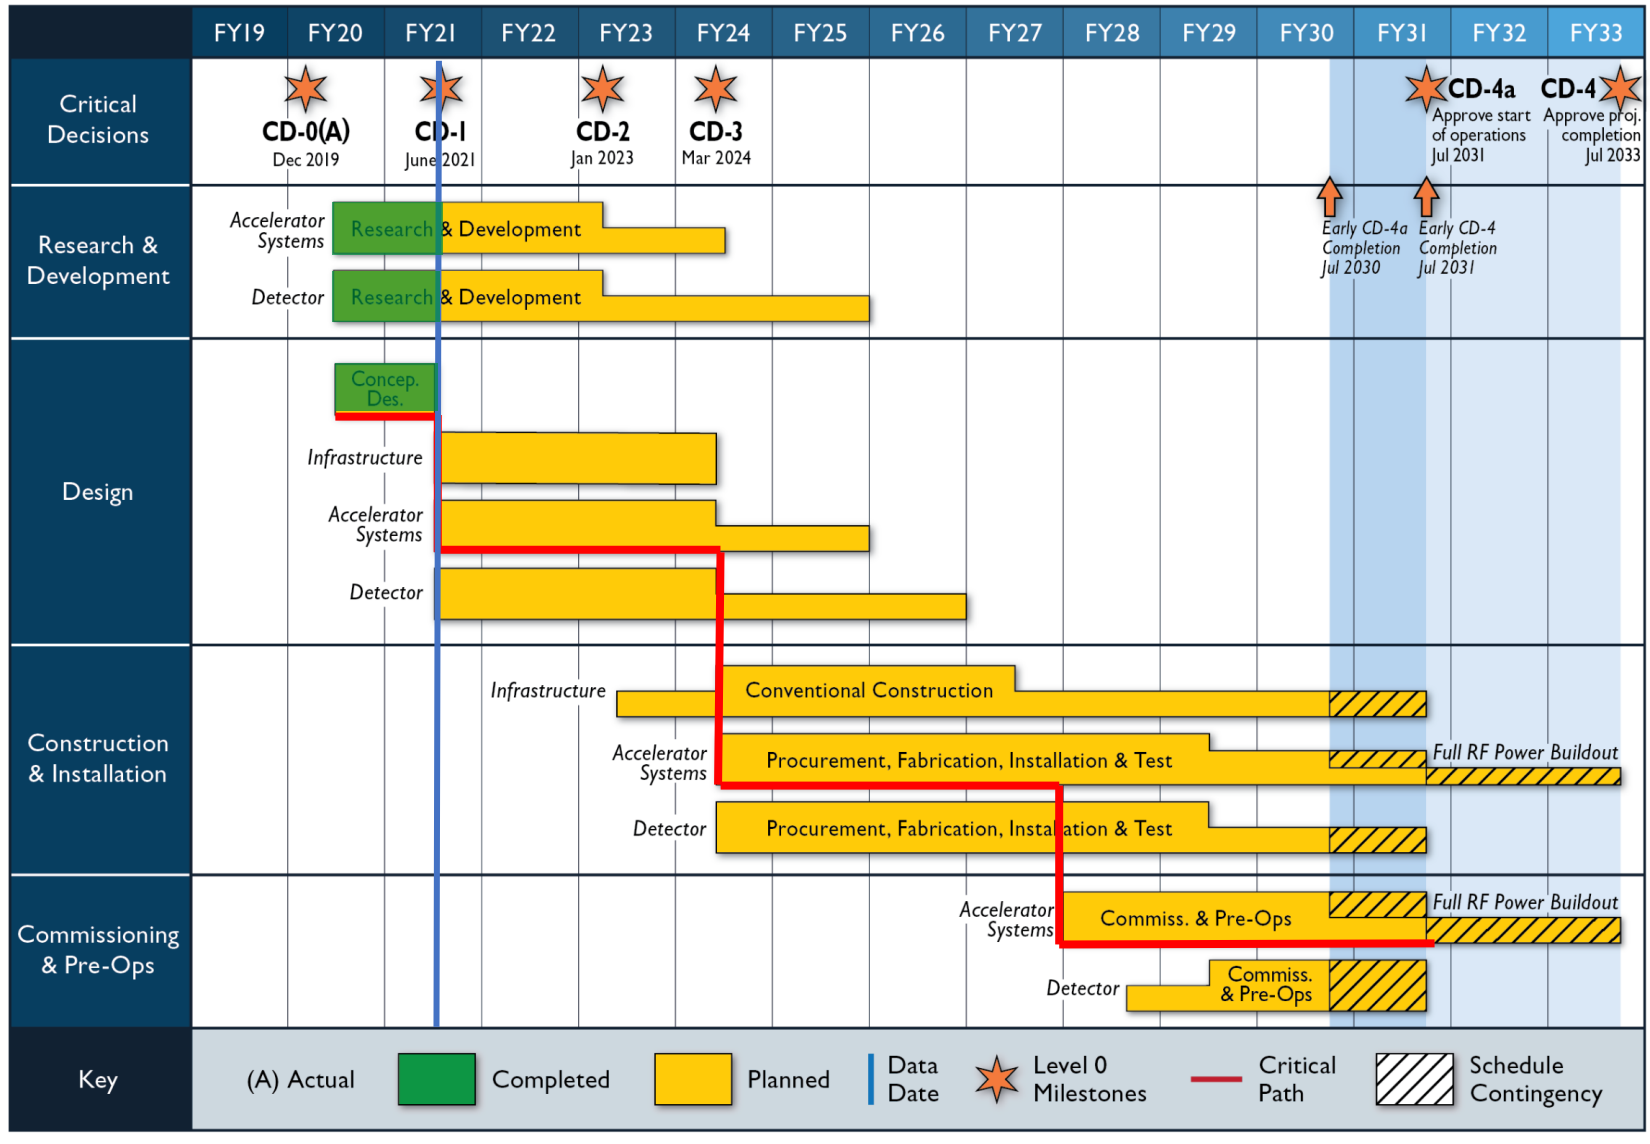 FY19 FY20 FY21 FY22 FY23 FY24 FY25 FY26 FY27 FY28 FY29 FY30 FY31 FY32 FY33
Critical
Decisions
CD-0(A)
Dec 2019
CD-1
June 2021
CD-2
Jan 2023
CD-3
Mar 2024
CD-4a
Approve start
of operations
Jul 2031
CD-4
Approve proj.
completion
Jul 2033
Early CD-4a
Completion
Jul 2030
Early CD-4
Completion
Jul 2031
Research &
Development
Accelerator
Systems
Research & Development
Detector
Research & Development
Design
Concep.
Des.
Infrastructure
Accelerator
Systems
Detector
Construction
& Installation
Infrastructure
Conventional Construction
Accelerator
Systems
Procurement, Fabrication, Installation & Test
Full RF Power Buildout
Detector
Procurement, Fabrication, Installation & Test
Commissioning
& Pre-Ops
Accelerator
Systems
Commiss. & Pre-Ops
Full RF Power Buildout
Detector
Commiss.
& Pre-Ops
Key
(A) Actual
Completed
Planned
Data
Date
Level 0
Milestones
Critical
Path
Schedule
Contingency